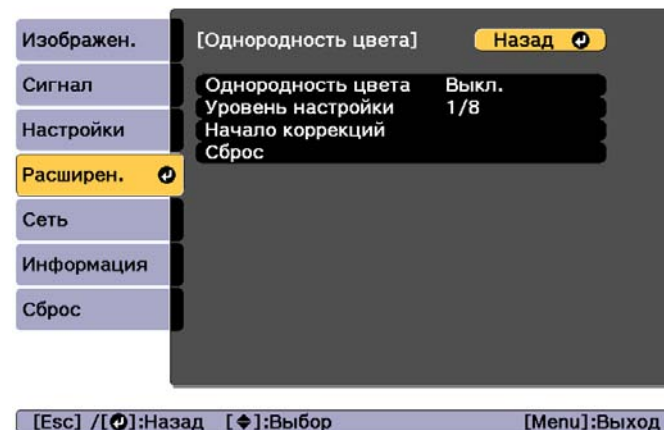 Изображен.
Сигнал
Настройки
Расширен.
Сеть
Информация
Сброс
[Однородность цвета] Назад
Однородность цвета Выкл.
Уровень настройки 1/8
Начало коррекций
Сброс
[Esc] /[ ]:Назад [ ]:Выбор [Menu]:Выход